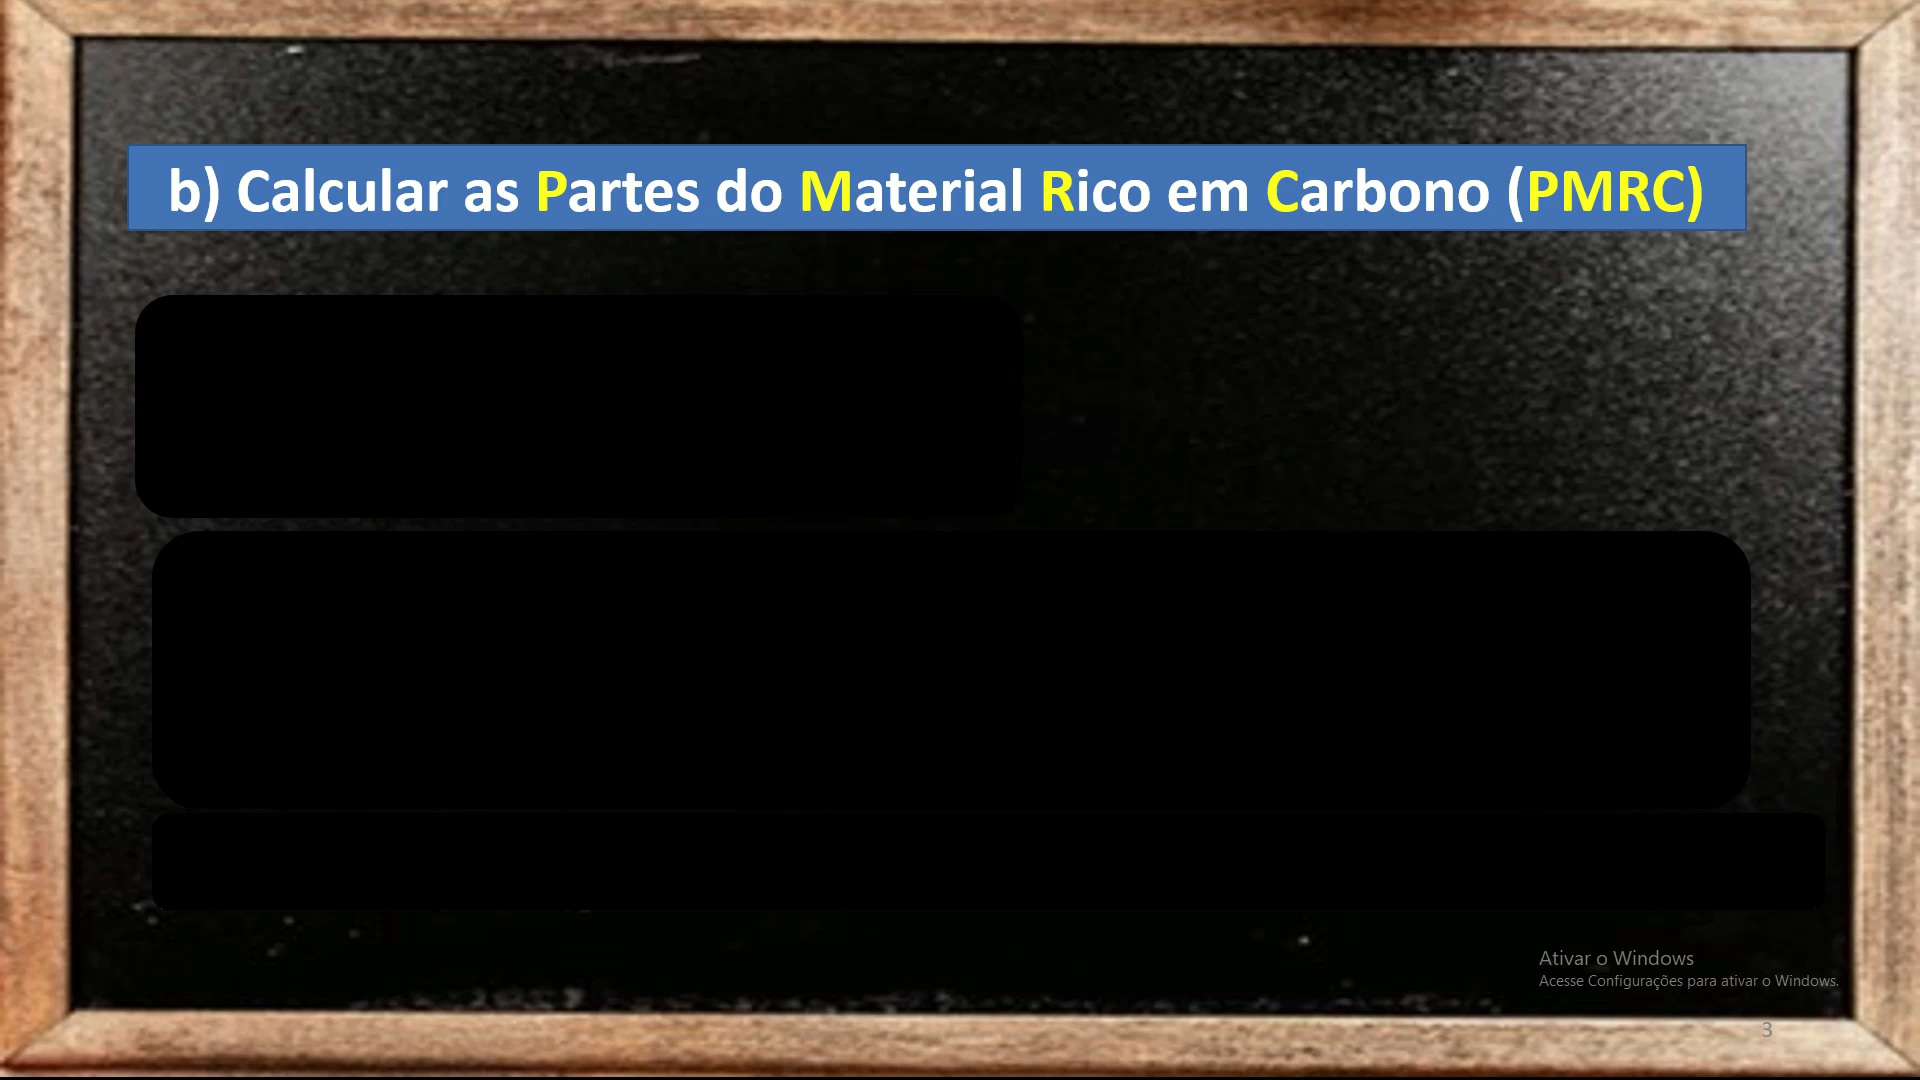 b) Calcular as Partes do Material Rico em Carbono (PMRC)
Ativar o Windows
Acesse Configurações para ativar o Windows.
3